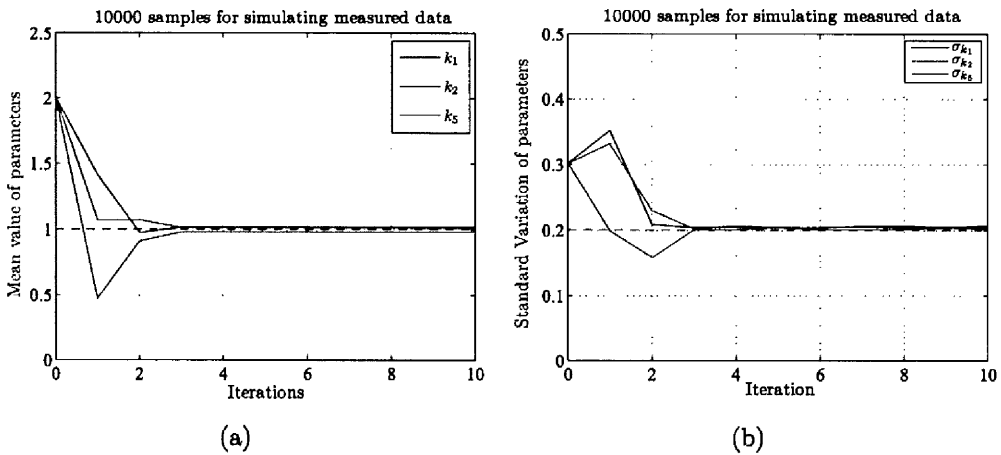 10000 samples for simulating measured data
2.5
2
1.5
1
0.5
0
0 2 4 6 8 10
Mean value of parameters
Iterations
k₁
k₂
k₅
(a)
10000 samples for simulating measured data
0.5
0.4
0.3
0.2
0.1
0
0 2 4 6 8 10
Standard Variation of parameters
Iteration
σk₁
σk₂
σk₅
(b)